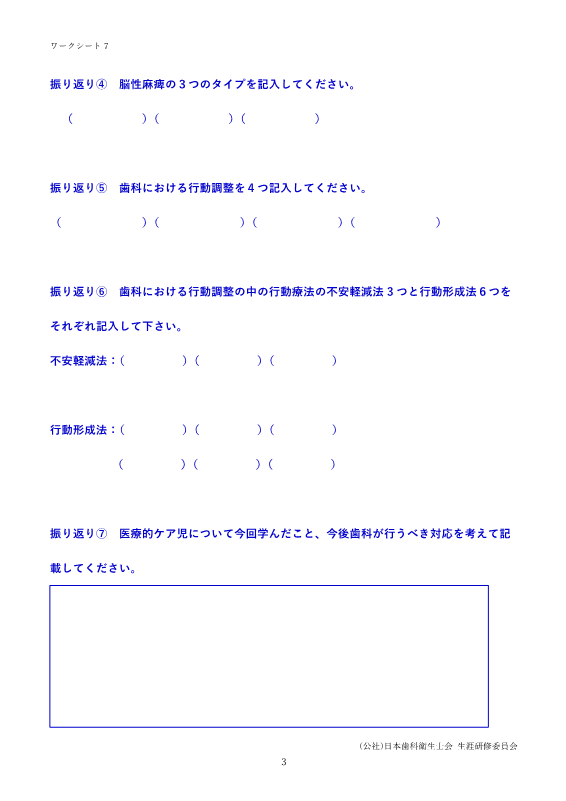 ワークシート７
振り返り④　脳性麻痺の３つのタイプを記入してください。
（　　　　　　）（　　　　　　）（　　　　　　）
振り返り⑤　歯科における行動調整を４つ記入してください。
（　　　　　　　）（　　　　　　　）（　　　　　　　）（　　　　　　　）
振り返り⑥　歯科における行動調整の中の行動療法の不安軽減法３つと行動形成法６つを
それぞれ記入して下さい。
不安軽減法：（　　　　　）（　　　　　）（　　　　　）
行動形成法：（　　　　　）（　　　　　）（　　　　　）
（　　　　　）（　　　　　）（　　　　　）
振り返り⑦　医療的ケア児について今回学んだこと、今後歯科が行うべき対応を考えて記
載してください。
(公社)日本歯科衛生士会 生涯研修委員会
3